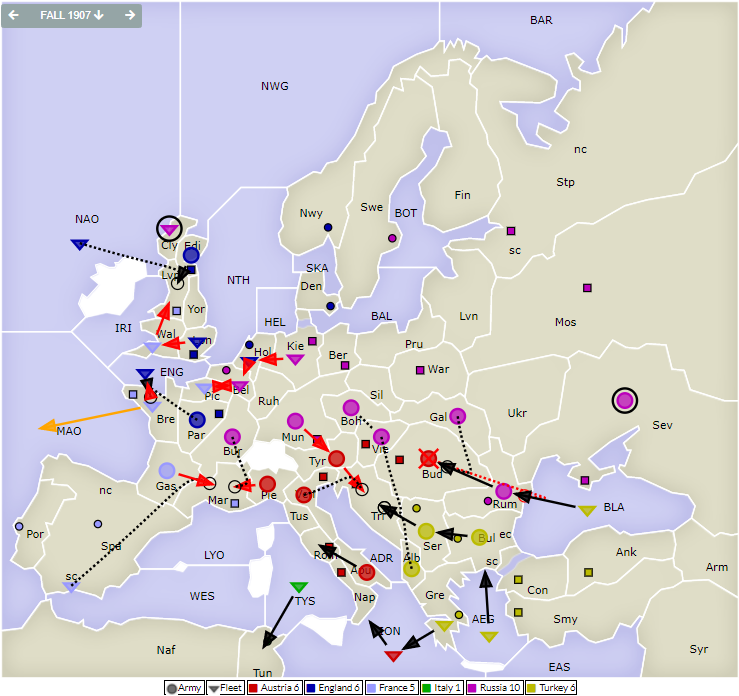 FALL 1907
BAR
NWG
nc
Stp
Fin
Swe
BOT
Nwy
NAO
Cly
Edi
sc
SKA
NTH
Lvp
Den
Yor
HEL
BAL
Lvn
Mos
IRI
Wal
Hol
Kie
Ber
Pru
War
ENG
Pic
Bel
Ruh
Sil
Ukr
Bre
Par
Mun
Boh
Gal
Sev
MAO
Bur
Vie
Tyr
Bud
Gas
Mar
Pie
Rum
BLA
nc
Por
Spa
Tus
Tri
Ser
Bul
ec
Ank
Arm
LYO
Rom
ADR
Alb
sc
Con
sc
Apu
WES
TYS
Nap
Gre
AEG
Smy
ION
Naf
Tun
EAS
Syr
Army
Fleet
Austria 6
England 6
France 5
Italy 1
Russia 10
Turkey 6